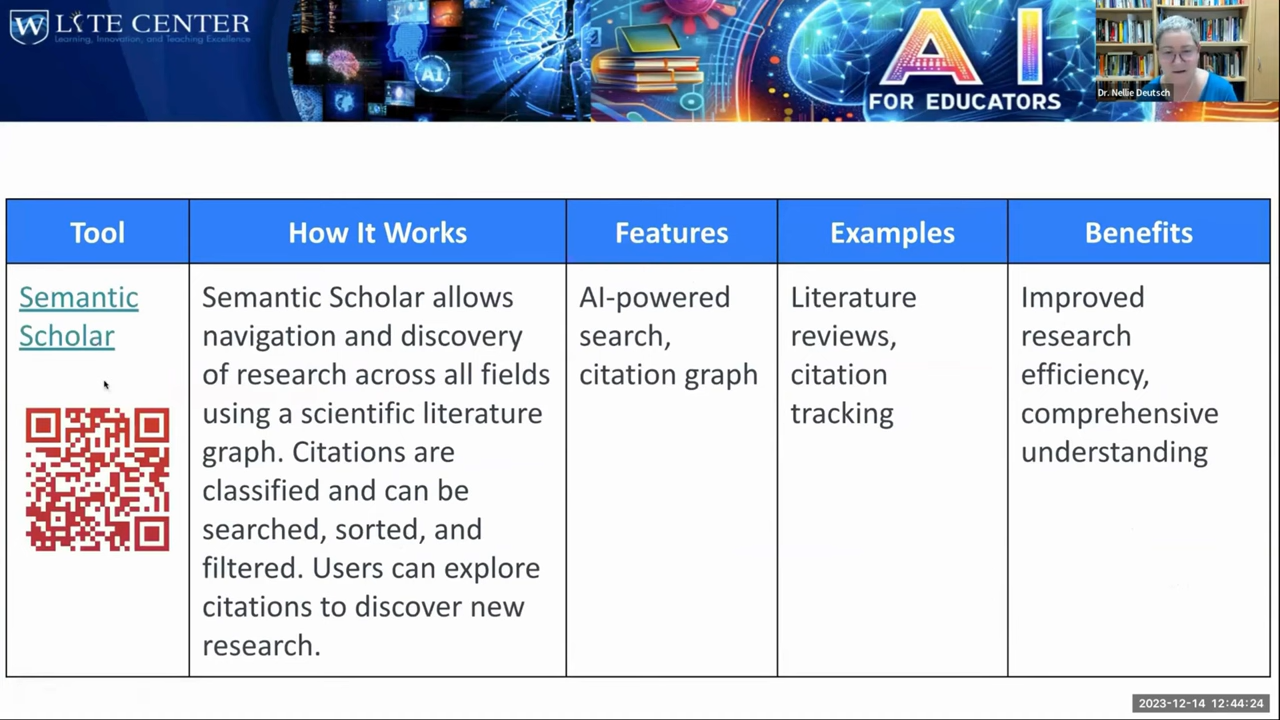 LITE CENTER
Learning, Innovation, and Teaching Excellence
AI
AI
FOR EDUCATORS
Dr. Nellie Deutsch
Tool
How It Works
Features
Examples
Benefits
Semantic
Scholar
Semantic Scholar allows
navigation and discovery
of research across all fields
using a scientific literature
graph. Citations are
classified and can be
searched, sorted, and
filtered. Users can explore
citations to discover new
research.
AI-powered
search,
citation graph
Literature
reviews,
citation
tracking
Improved
research
efficiency,
comprehensive
understanding
2023-12-14 12:44:24